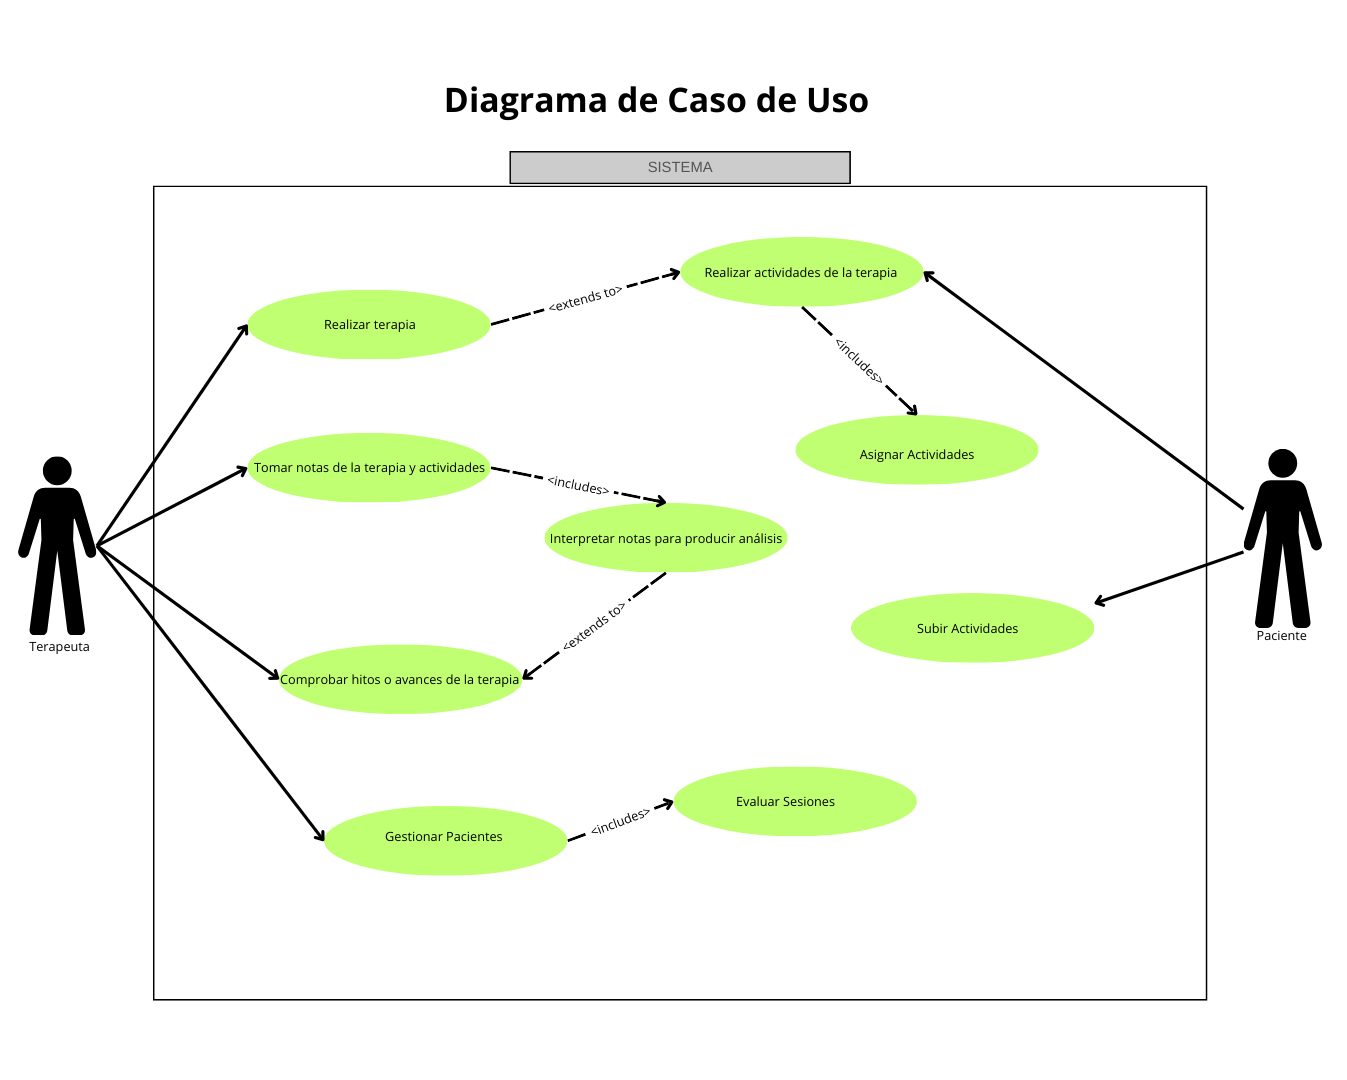 Diagrama de Caso de Uso
SISTEMA
Realizar actividades de la terapia
<extends to>
Realizar terapia
<includes>
Asignar Actividades
Tomar notas de la terapia y actividades
<includes>
Interpretar notas para producir análisis
<extends to>
Subir Actividades
Paciente
Terapeuta
Comprobar hitos o avances de la terapia
Evaluar Sesiones
<includes>
Gestionar Pacientes